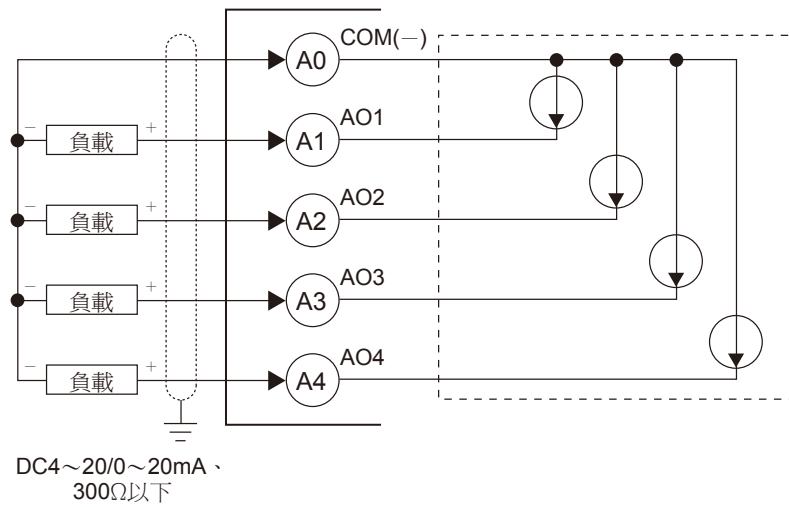 COM(－)
A0
AO1
－ 負載 + A1
AO2
－ 負載 + A2
AO3
－ 負載 + A3
AO4
－ 負載 + A4
DC4～20/0～20mA、
300Ω以下